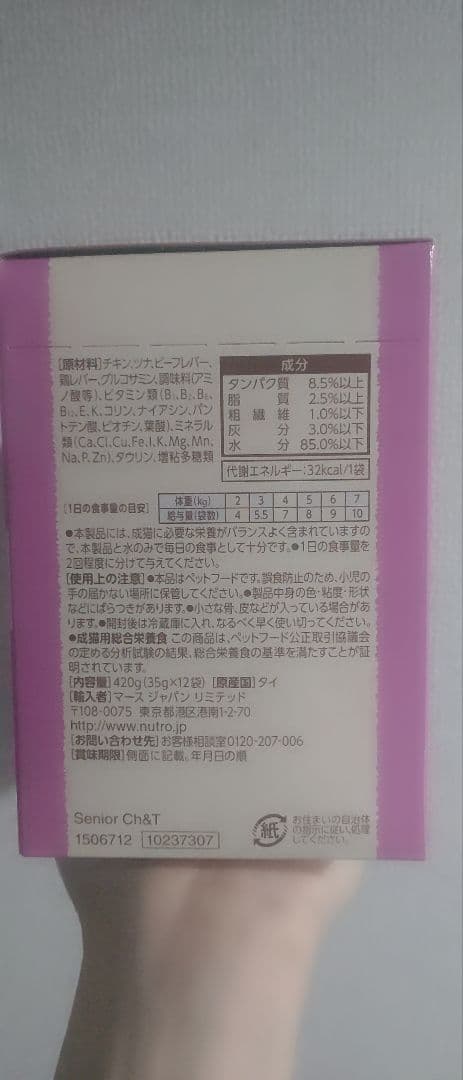 [原材料]チキン、ツナ、ビーフレバー、
鶏レバー、グルコサミン、調味料(アミ
ノ酸等)、ビタミン類(B₁、B₂、B₆、
B₁₂、E、K、コリン、ナイアシン、パン
トテン酸、ビオチン、葉酸)、ミネラル
類(Ca、Cl、Cu、Fe、I、K、Mg、Mn、
Na、P、Zn)、タウリン、増粘多糖類
成分
タンパク質 8.5%以上
脂質 2.5%以上
粗繊維 1.0%以下
灰分 3.0%以下
水分 85.0%以下
代謝エネルギー:32kcal/1袋
[1日の食事量の目安] 体重(kg) 2 3 4 5 6 7
給与量(袋数) 4 5.5 7 8 9 10
●本製品には、成猫に必要な栄養がバランスよく含まれていますの
で、本製品と水のみで毎日の食事として十分です。●1日の食事量を
2回程度に分けて与えてください。
[使用上の注意]●本品はペットフードです。誤食防止のため、小児の
手の届かない場所に保管してください。●製品中身の色・粘度・形状
などにばらつきがあります。●小さな骨、皮などが入っている場合があ
ります。●開封後は冷蔵庫に入れ、なるべく早く使い切ってください。
●成猫用総合栄養食 この商品は、ペットフード公正取引協議会
の定める分析試験の結果、総合栄養食の基準を満たすことが証
明されています。
[内容量]420g(35g×12袋) [原産国]タイ
[輸入者]マース ジャパン リミテッド
〒108-0075 東京都港区港南1-2-70
http://www.nutro.jp
[お問い合わせ先]お客様相談室0120-207-006
[賞味期限]側面に記載。年月日の順
Senior Ch&T
1506712 10237307
紙
お住まいの自治体
の指示に従い、処理
してください。